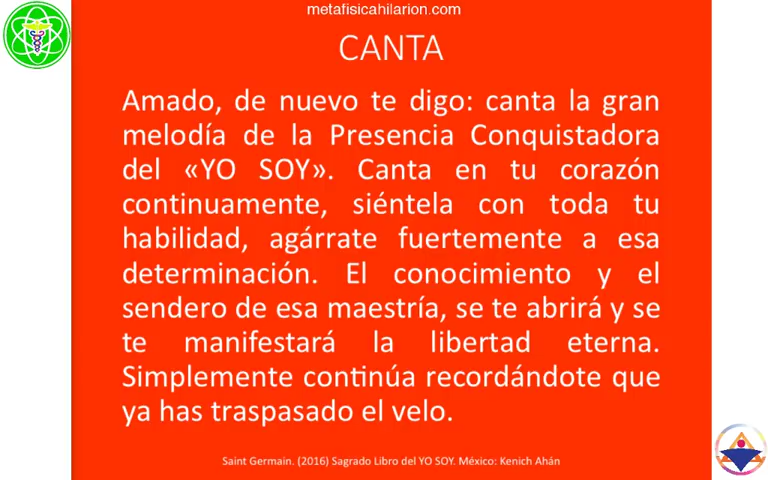 metafisicahilarion.com
CANTA
Amado, de nuevo te digo: canta la gran
melodía de la Presencia Conquistadora
del «YO SOY». Canta en tu corazón
continuamente, siéntela con toda tu
habilidad, agárrate fuertemente a esa
determinación. El conocimiento y el
sendero de esa maestría, se te abrirá y se
te manifestará la libertad eterna.
Simplemente continúa recordándote que
ya has traspasado el velo.
Saint Germain. (2016) Sagrado Libro del YO SOY. México: Kenich Ahán